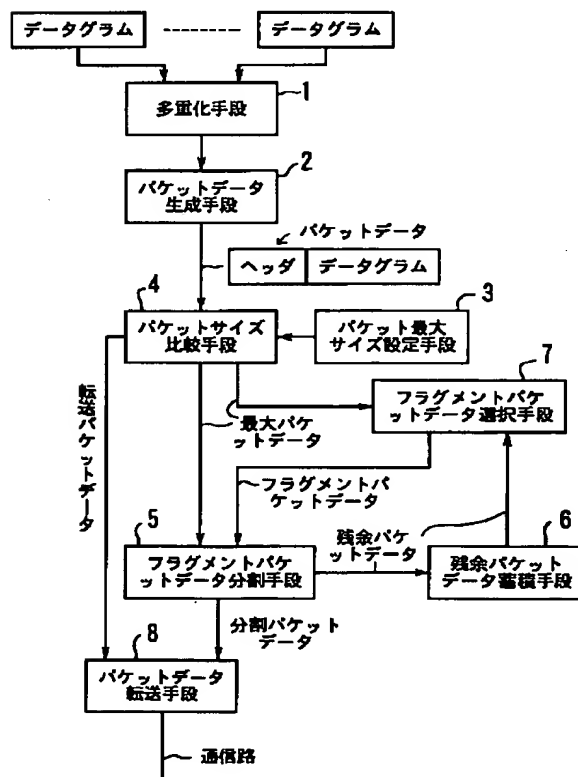 データグラム データグラム
1
多重化手段
2
パケットデータ
生成手段
パケットデータ
ヘッダ データグラム
4
3
パケットサイズ
比較手段
パケット最大
サイズ設定手段
7
フラグメントパケ
ットデータ選択手段
転送パケットデータ
最大パケ
ットデータ
フラグメントパ
ケットデータ
5
残余パケ
ットデータ
6
フラグメントパケ
ットデータ分割手段
残余パケット
データ蓄積手段
分割パケット
データ
8
パケットデータ
転送手段
通信路